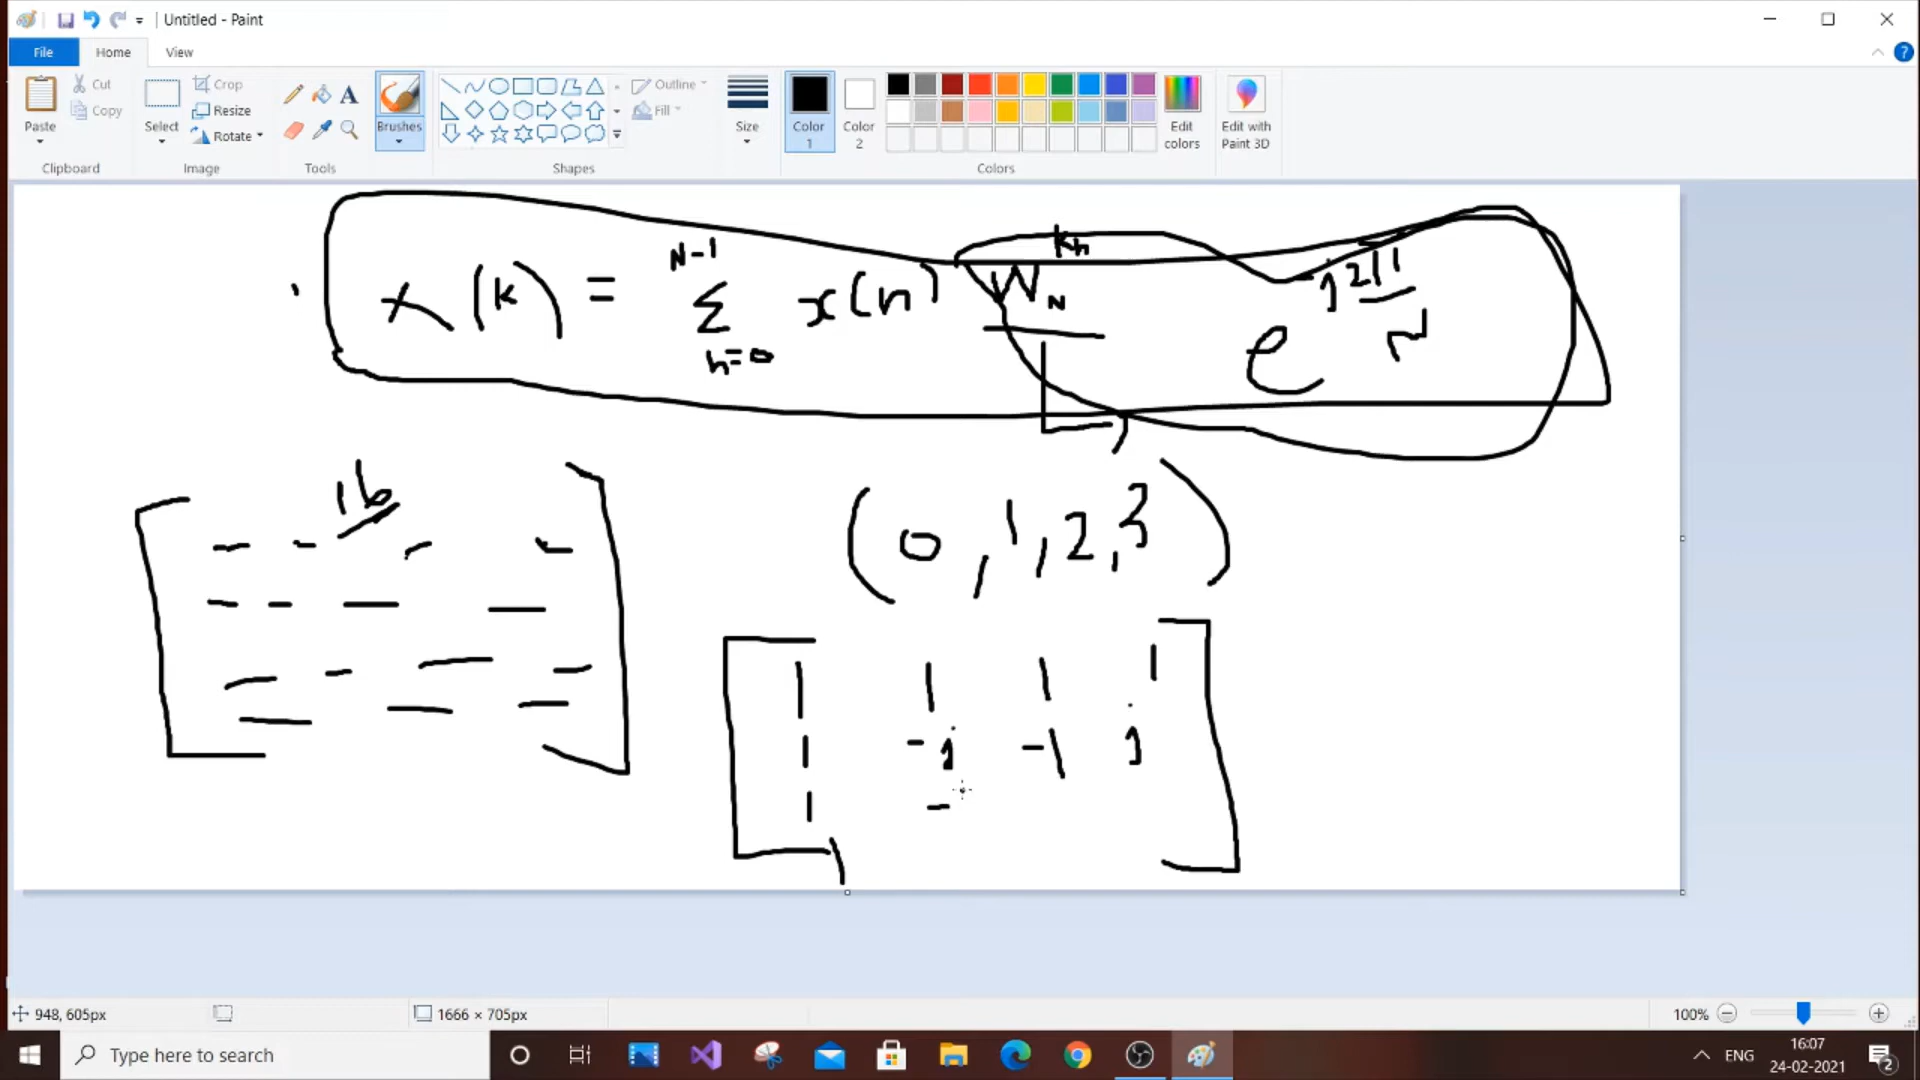 Untitled - Paint
File Home View
Paste Cut Copy Clipboard
Select Crop Resize Rotate Image
Tools
Brushes
Shapes Outline Fill
Size
Color 1 Color 2
Colors
Edit colors
Edit with Paint 3D
x(k) = N-1 Σ n=0 x(n) W N kn e j 2π N
16
(0, 1, 2, 3)
1 1 1 1
1 -j -1 j
1 -
948, 605px 1666 × 705px 100%
Type here to search
ENG 16:07
24-02-2021
2